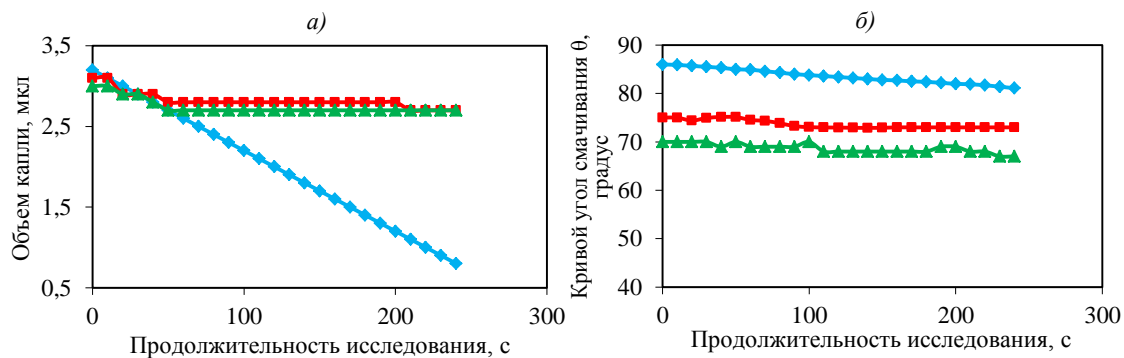 а)
Объем капли, мкл
3,5
2,5
1,5
0,5
0
100
200
300
Продолжительность исследования, с
б)
Кривой угол смачивания θ,
градус
90
80
70
60
50
40
0
100
200
300
Продолжительность исследования, с